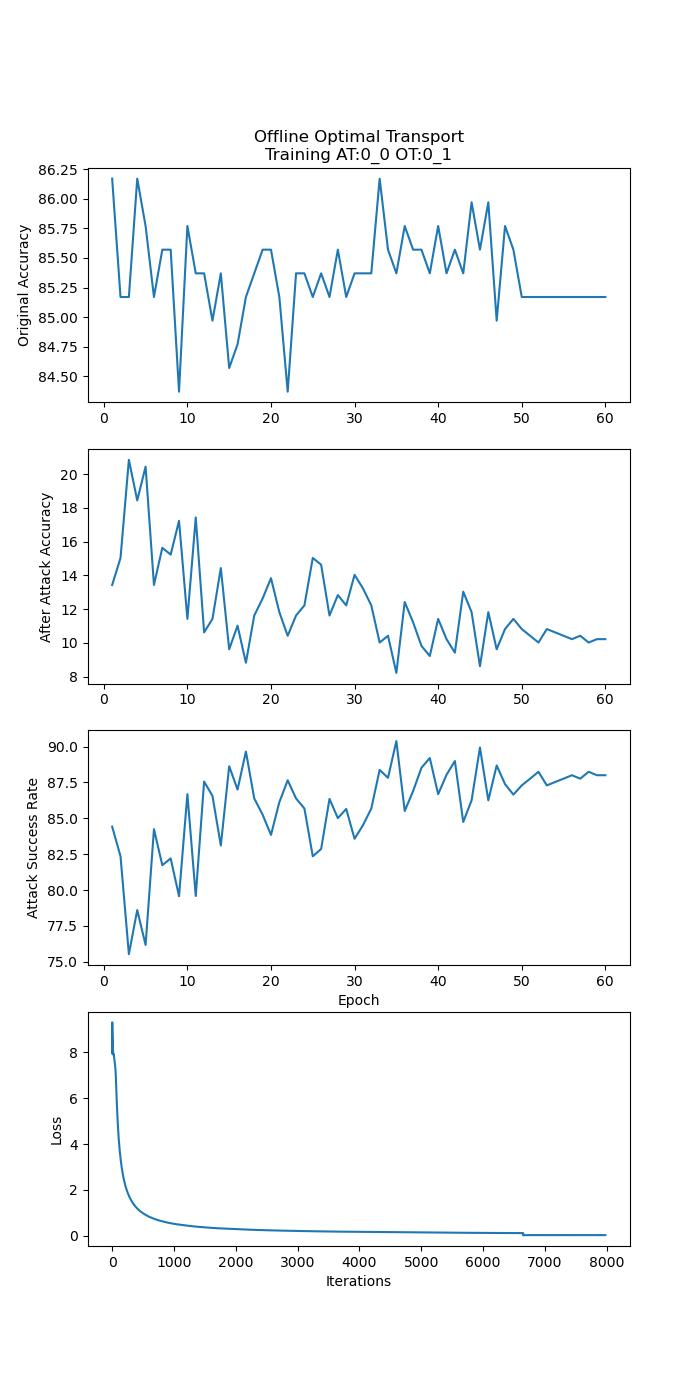 Offline Optimal Transport
Training AT:0_0 OT:0_1
Original Accuracy
86.25
86.00
85.75
85.50
85.25
85.00
84.75
84.50
0 10 20 30 40 50 60
After Attack Accuracy
20
18
16
14
12
10
8
0 10 20 30 40 50 60
Attack Success Rate
90.0
87.5
85.0
82.5
80.0
77.5
75.0
0 10 20 30 40 50 60
Epoch
Loss
8
6
4
2
0
0 1000 2000 3000 4000 5000 6000 7000 8000
Iterations